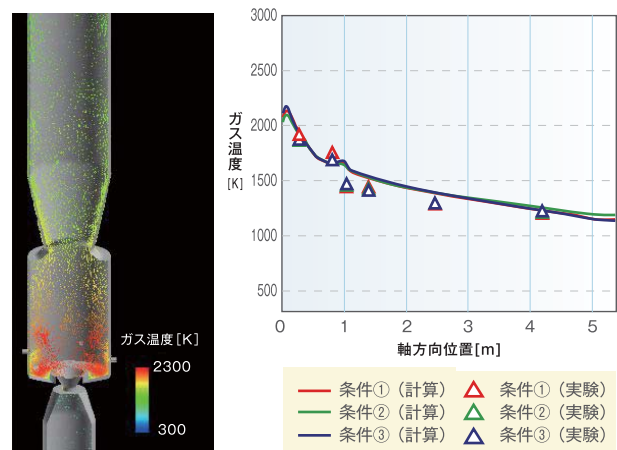 ガス温度[K]
2300
300
3000
2500
2000
1500
1000
500
ガス温度
[K]
0 1 2 3 4 5
軸方向位置[m]
条件①（計算） 条件①（実験）
条件②（計算） 条件②（実験）
条件③（計算） 条件③（実験）